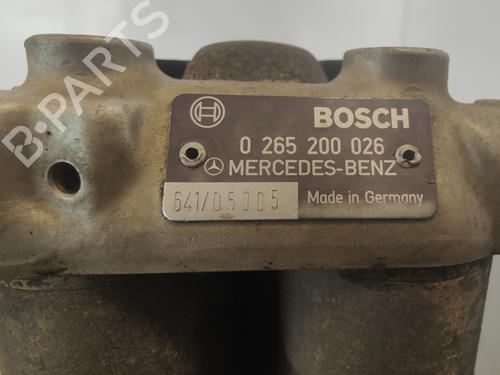 BOSCH
0 265 200 026
MERCEDES-BENZ
641/05005 Made in Germany
B-PARTS